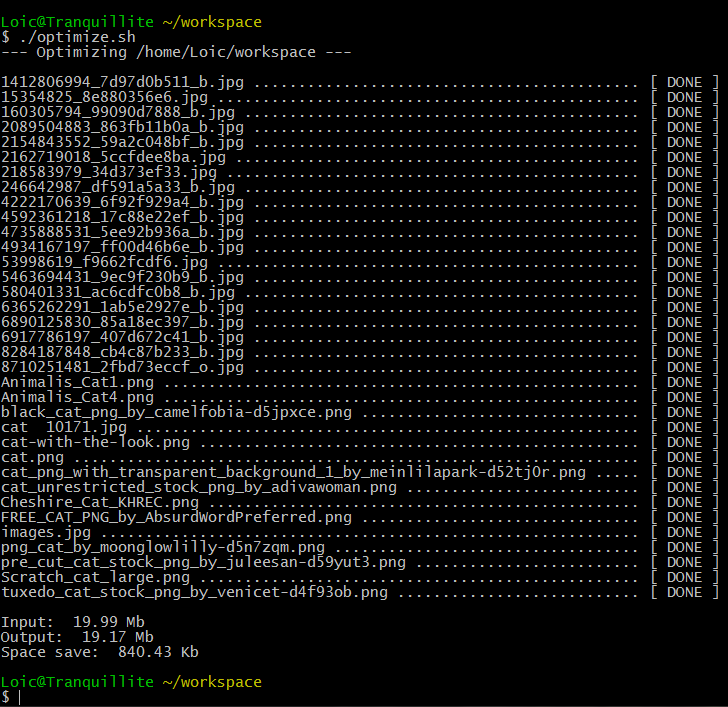 Loic@Tranquillite ~/workspace
$ ./optimize.sh
--- Optimizing /home/Loic/workspace ---
1412806994_7d97d0b511_b.jpg ........................................... [ DONE ]
15354825_8e880356e6.jpg ............................................... [ DONE ]
160305794_99090d7888_b.jpg ............................................ [ DONE ]
2089504883_863fb11b0a_b.jpg ........................................... [ DONE ]
2154843552_59a2c048bf_b.jpg ........................................... [ DONE ]
2162719018_5ccfdee8ba.jpg ............................................. [ DONE ]
218583979_34d373ef33.jpg .............................................. [ DONE ]
246642987_df591a5a33_b.jpg ............................................ [ DONE ]
4222170639_6f92f929a4_b.jpg ........................................... [ DONE ]
4592361218_17c88e22ef_b.jpg ........................................... [ DONE ]
4735888531_5ee92b936a_b.jpg ........................................... [ DONE ]
4934167197_ff00d46b6e_b.jpg ........................................... [ DONE ]
53998619_f9662fcdf6.jpg ............................................... [ DONE ]
5463694431_9ec9f230b9_b.jpg ........................................... [ DONE ]
580401331_ac6cdfc0b8_b.jpg ............................................ [ DONE ]
6365262291_1ab5e2927e_b.jpg ........................................... [ DONE ]
6890125830_85a18ec397_b.jpg ........................................... [ DONE ]
6917786197_407d672c41_b.jpg ........................................... [ DONE ]
8284187848_cb4c87b233_b.jpg ........................................... [ DONE ]
8710251481_2fbd73eccf_o.jpg ........................................... [ DONE ]
Animalis_Cat1.png ..................................................... [ DONE ]
Animalis_Cat4.png ..................................................... [ DONE ]
black_cat_png_by_camelfobia-d5jpxce.png ............................... [ DONE ]
cat  10171.jpg ........................................................ [ DONE ]
cat-with-the-look.png ................................................. [ DONE ]
cat.png ............................................................... [ DONE ]
cat_png_with_transparent_background_1_by_meinlilapark-d52tj0r.png ..... [ DONE ]
cat_unrestricted_stock_png_by_adivawoman.png .......................... [ DONE ]
Cheshire_Cat_KHREC.png ................................................ [ DONE ]
FREE_CAT_PNG_by_AbsurdWordPreferred.png ............................... [ DONE ]
images.jpg ............................................................ [ DONE ]
png_cat_by_moonglowlilly-d5n7zqm.png .................................. [ DONE ]
pre_cut_cat_stock_png_by_juleesan-d59yut3.png ......................... [ DONE ]
Scratch_cat_large.png ................................................. [ DONE ]
tuxedo_cat_stock_png_by_venicet-d4f93ob.png ........................... [ DONE ]
Input:  19.99 Mb
Output:  19.17 Mb
Space save:  840.43 Kb
Loic@Tranquillite ~/workspace
$